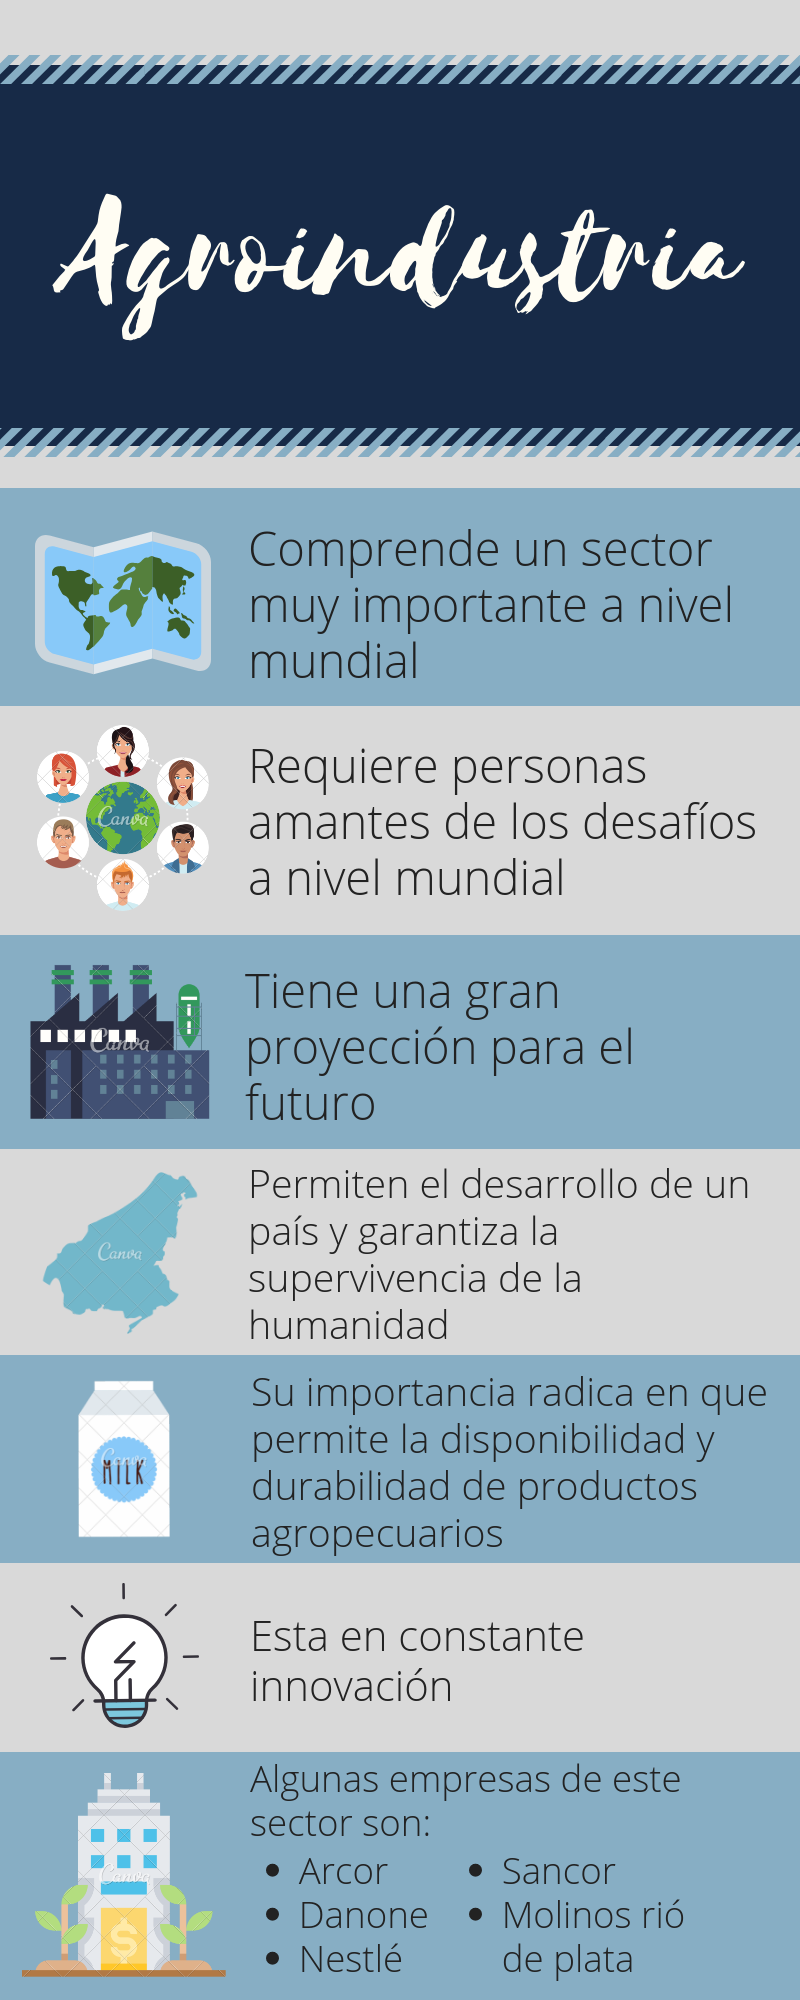 Agroindustria
Comprende un sector
muy importante a nivel
mundial
Canva
Requiere personas
amantes de los desafíos
a nivel mundial
Canva
Tiene una gran
proyección para el
futuro
Canva
Permiten el desarrollo de un
país y garantiza la
supervivencia de la
humanidad
Canva
MILK
Su importancia radica en que
permite la disponibilidad y
durabilidad de productos
agropecuarios
Esta en constante
innovación
Canva
$
Algunas empresas de este
sector son:
• Arcor
• Danone
• Nestlé
• Sancor
• Molinos rió
de plata